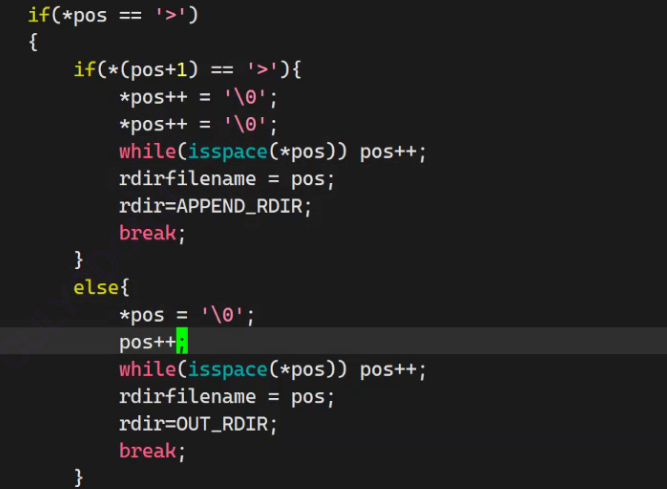 if(*pos == '>')
{
    if(*(pos+1) == '>'){
        *pos++ = '\0';
        *pos++ = '\0';
        while(isspace(*pos)) pos++;
        rdirfilename = pos;
        rdir=APPEND_RDIR;
        break;
    }
    else{
        *pos = '\0';
        pos++;
        while(isspace(*pos)) pos++;
        rdirfilename = pos;
        rdir=OUT_RDIR;
        break;
    }